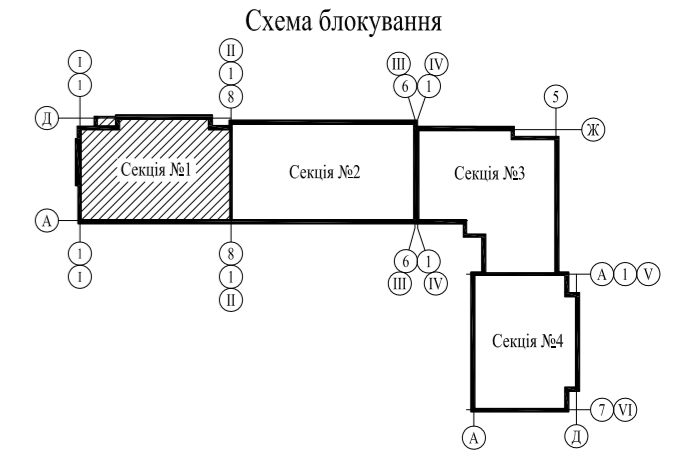 Схема блокування
I II III IV
1 1 6 1 5
8
Д Ж
Секція №1 Секція №2 Секція №3
А
1 8 6 1
I 1 III IV
II
А 1 V
Секція №4
7 VI
А Д